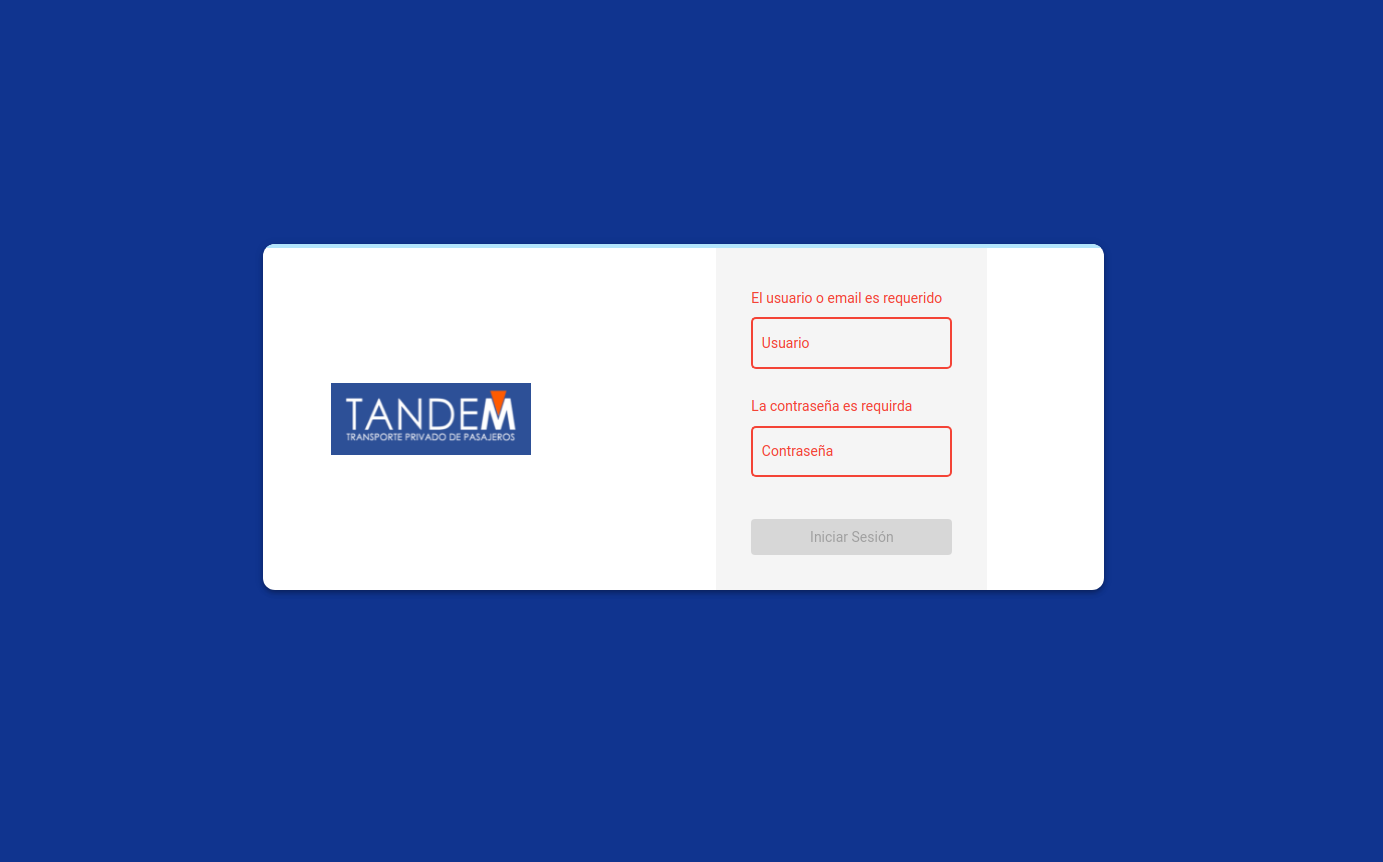 TANDEM
TRANSPORTE PRIVADO DE PASAJEROS
El usuario o email es requerido
Usuario
La contraseña es requirda
Contraseña
Iniciar Sesión